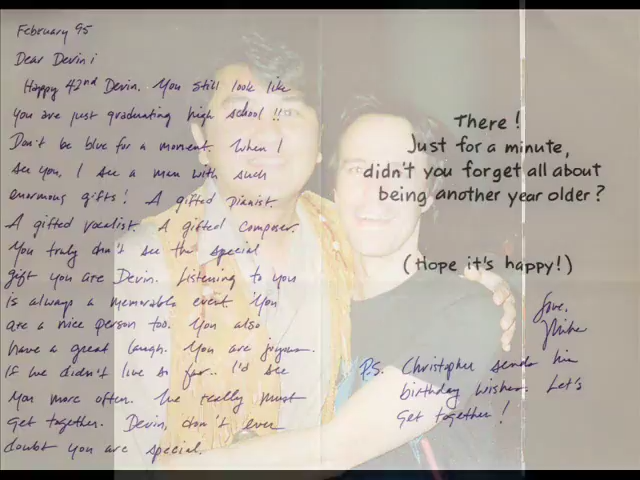 February 95
Dear Devin:
Happy 42nd Devin. You still look like
you are just graduating high school!!
Don't be blue for a moment. When I
see you, I see a man with such
enormous gifts! A gifted pianist.
A gifted vocalist. A gifted composer.
You truly don't see the special
gift you are Devin. Listening to you
is always a memorable event. You
are a nice person too. You also
have a great laugh. You are joyous.
If we didn't live so far.. I'd see
you more often. We really must
get together. Devin, don't ever
doubt you are special.
There!
Just for a minute,
didn't you forget all about
being another year older?
(Hope it's happy!)
Love,
Mike
P.S. Christopher sends his
birthday wishes. Let's
get together!